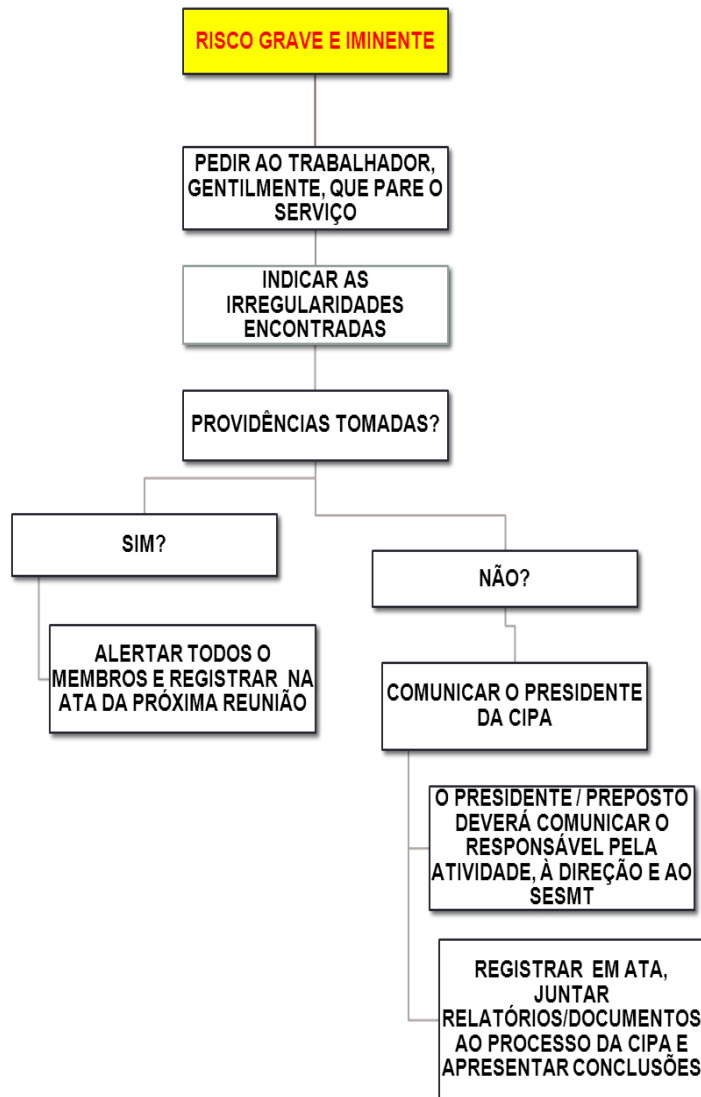 RISCO GRAVE E IMINENTE
PEDIR AO TRABALHADOR,
GENTILMENTE, QUE PARE O
SERVIÇO
INDICAR AS
IRREGULARIDADES
ENCONTRADAS
PROVIDÊNCIAS TOMADAS?
SIM?
NÃO?
ALERTAR TODOS O
MEMBROS E REGISTRAR NA
ATA DA PRÓXIMA REUNIÃO
COMUNICAR O PRESIDENTE
DA CIPA
O PRESIDENTE / PREPOSTO
DEVERÁ COMUNICAR O
RESPONSÁVEL PELA
ATIVIDADE, À DIREÇÃO E AO
SESMT
REGISTRAR EM ATA,
JUNTAR
RELATÓRIOS/DOCUMENTOS
AO PROCESSO DA CIPA E
APRESENTAR CONCLUSÕES